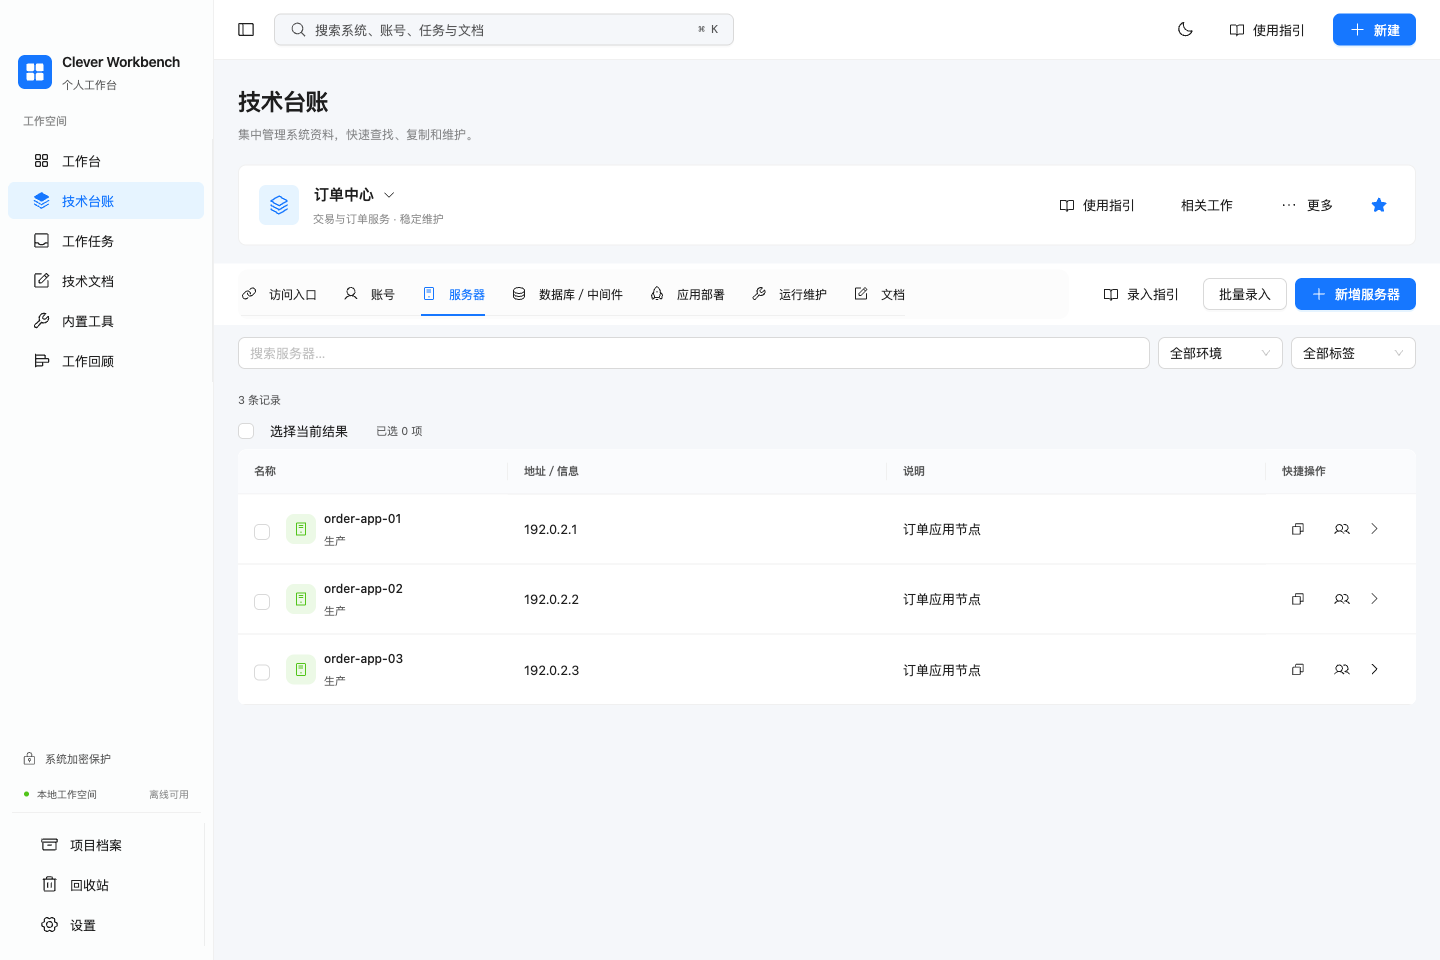 Clever Workbench
个人工作台
工作空间
工作台
技术台账
工作任务
技术文档
内置工具
工作回顾
系统加密保护
本地工作空间 离线可用
项目档案
回收站
设置
搜索系统、账号、任务与文档 ⌘ K
使用指引
新建
技术台账
集中管理系统资料，快速查找、复制和维护。
订单中心
交易与订单服务 · 稳定维护
使用指引 相关工作 ··· 更多
访问入口 账号 服务器 数据库 / 中间件 应用部署 运行维护 文档
录入指引 批量录入 新增服务器
搜索服务器... 全部环境 全部标签
3 条记录
选择当前结果 已选 0 项
名称 地址 / 信息 说明 快捷操作
order-app-01
生产
192.0.2.1 订单应用节点
order-app-02
生产
192.0.2.2 订单应用节点
order-app-03
生产
192.0.2.3 订单应用节点